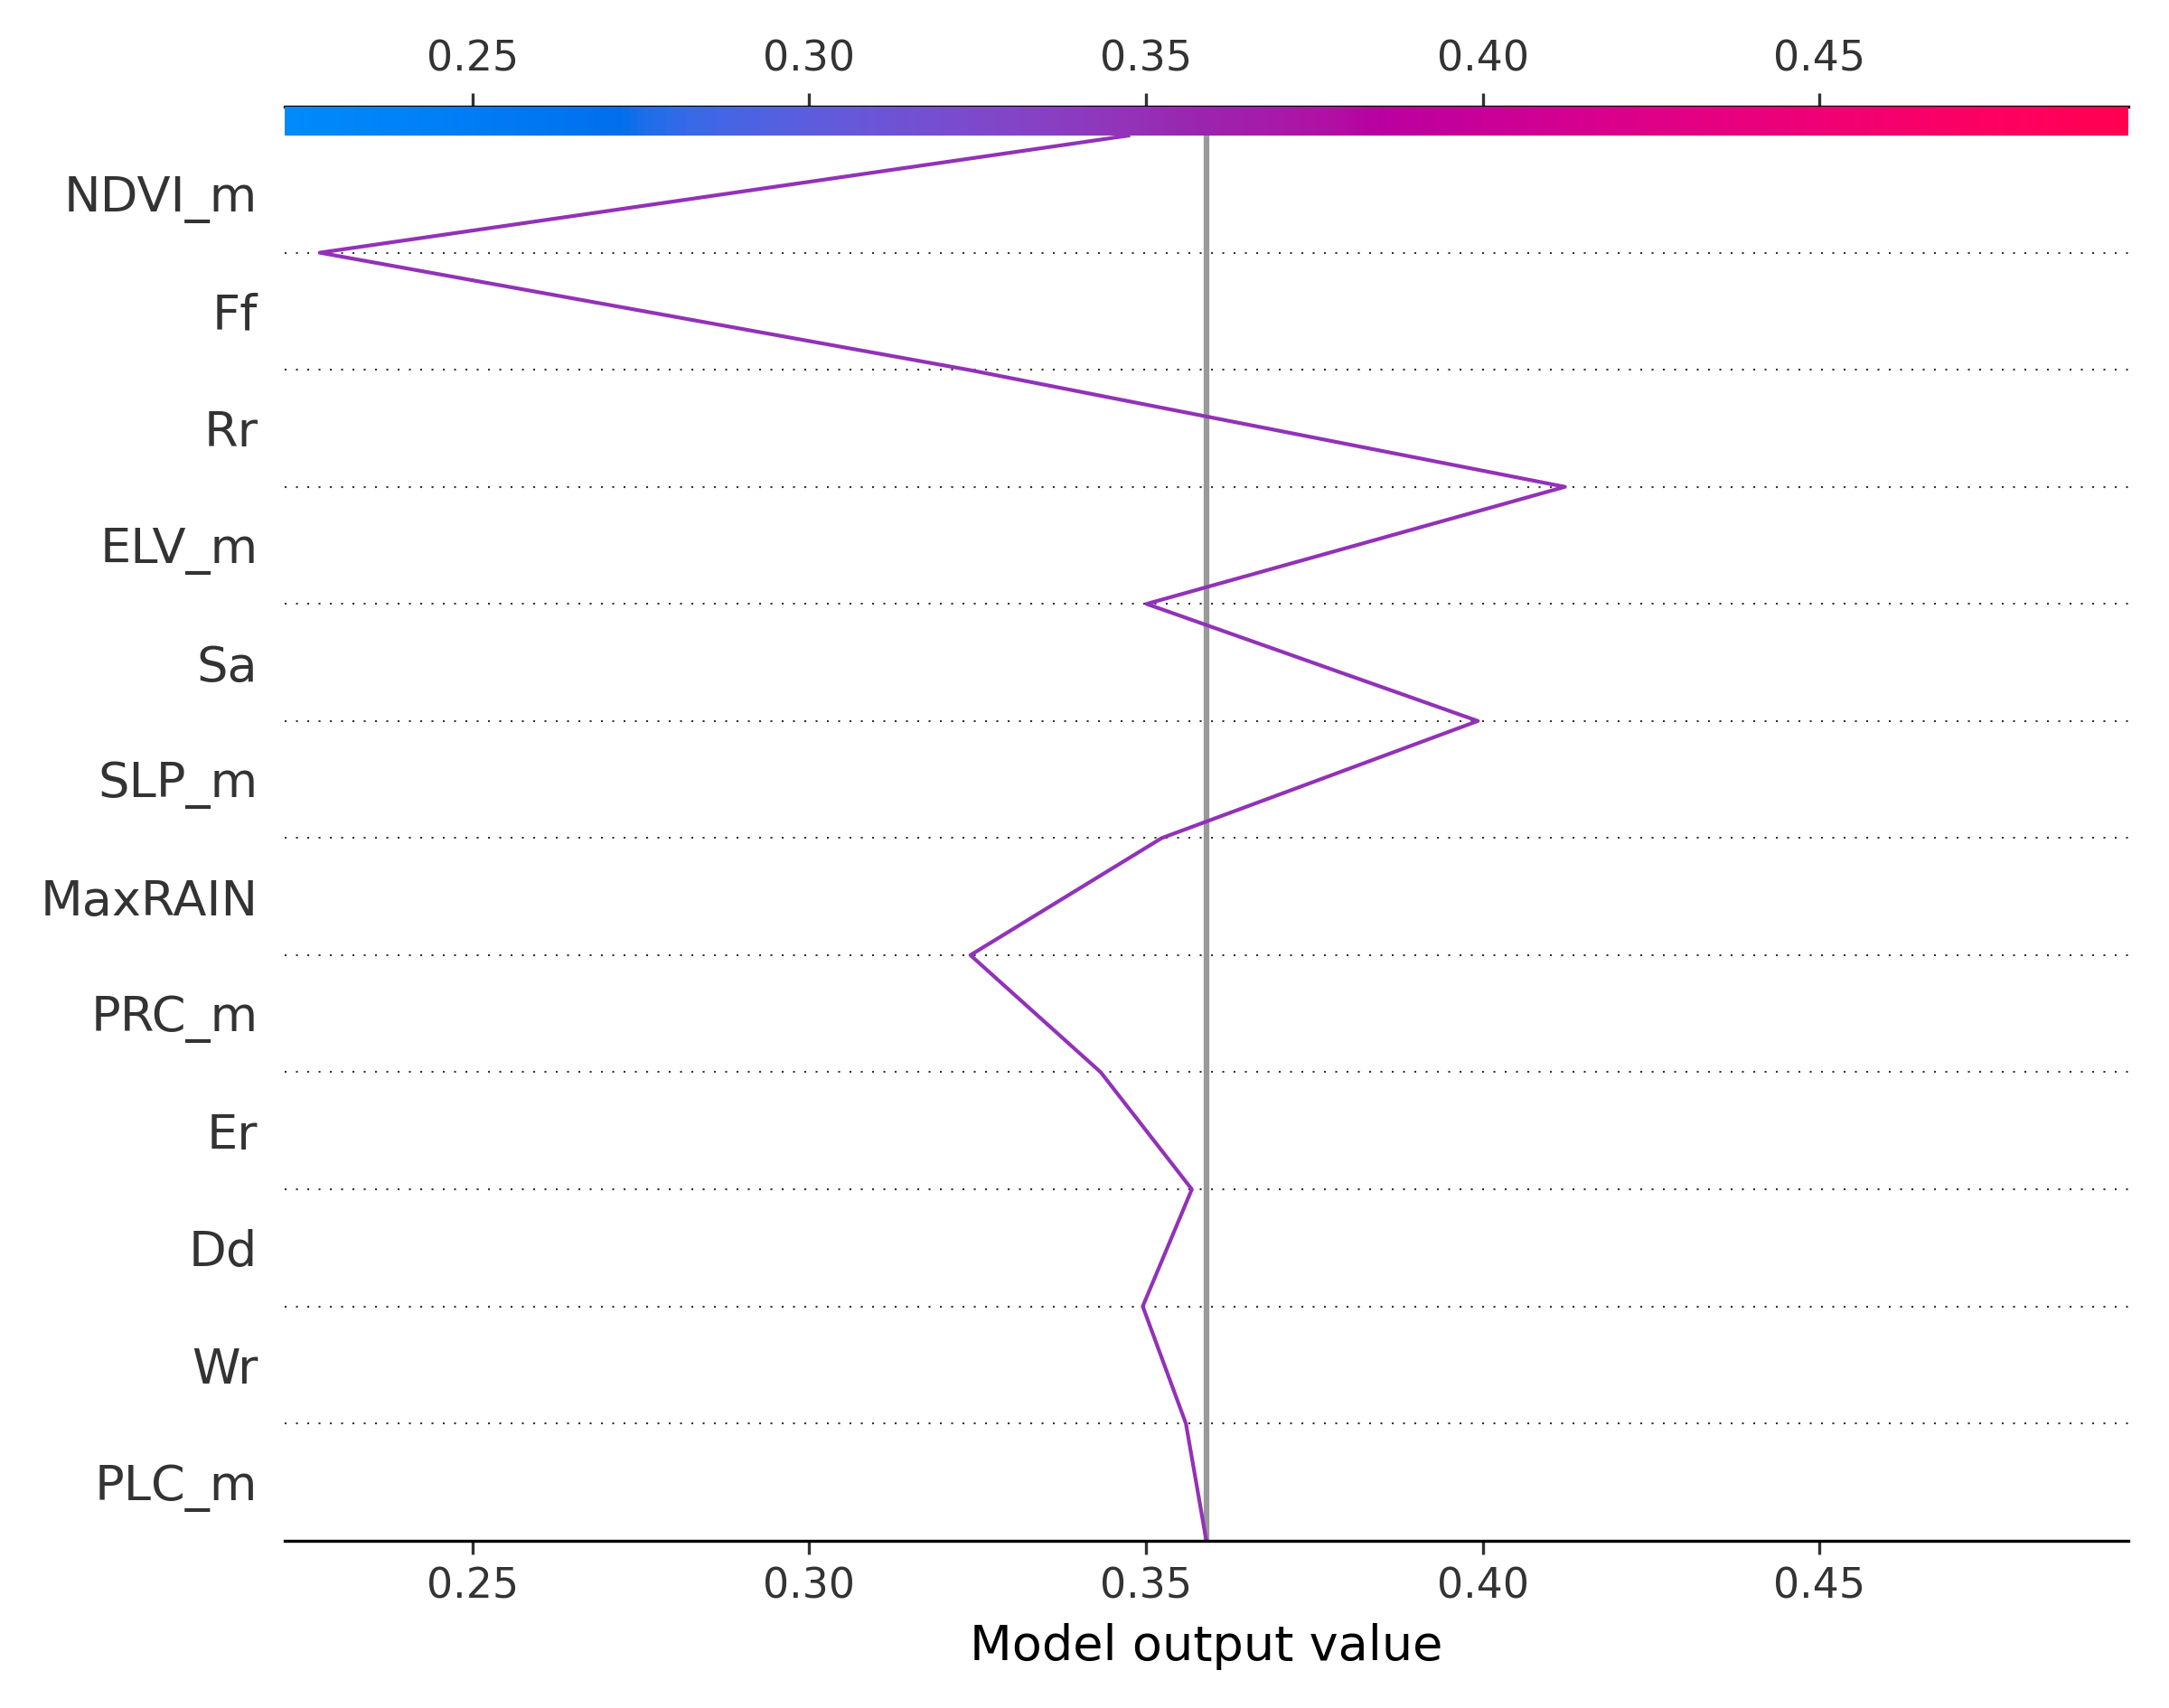 0.25 0.30 0.35 0.40 0.45
NDVI_m
Ff
Rr
ELV_m
Sa
SLP_m
MaxRAIN
PRC_m
Er
Dd
Wr
PLC_m
0.25 0.30 0.35 0.40 0.45
Model output value